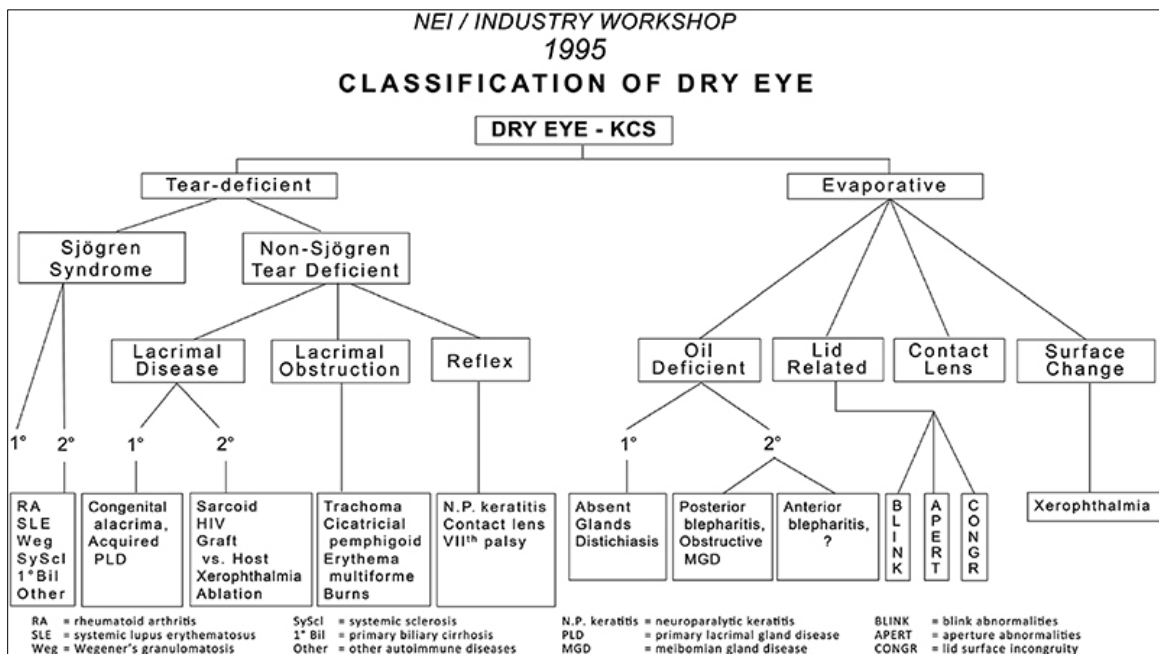 NEI / INDUSTRY WORKSHOP
1995
CLASSIFICATION OF DRY EYE
DRY EYE - KCS
Tear-deficient
Evaporative
Sjögren
Syndrome
Non-Sjögren
Tear Deficient
Lacrimal
Disease
Lacrimal
Obstruction
Reflex
Oil
Deficient
Lid
Related
Contact
Lens
Surface
Change
1°
2°
1°
2°
1°
2°
RA
SLE
Weg
SyScl
1°Bil
Other
Congenital
alacrima,
Acquired
PLD
Sarcoid
HIV
Graft
vs. Host
Xerophthalmia
Ablation
Trachoma
Cicatricial
pemphigoid
Erythema
multiforme
Burns
N.P. keratitis
Contact lens
VIIth palsy
Absent
Glands
Distichiasis
Posterior
blepharitis,
Obstructive
MGD
Anterior
blepharitis,
?
BLINK
APERT
CONGR
Xerophthalmia
RA = rheumatoid arthritis
SLE = systemic lupus erythematosus
Weg = Wegener's granulomatosis
SyScl = systemic sclerosis
1° Bil = primary biliary cirrhosis
Other = other autoimmune diseases
N.P. keratitis = neuroparalytic keratitis
PLD = primary lacrimal gland disease
MGD = meibomian gland disease
BLINK = blink abnormalities
APERT = aperture abnormalities
CONGR = lid surface incongruity